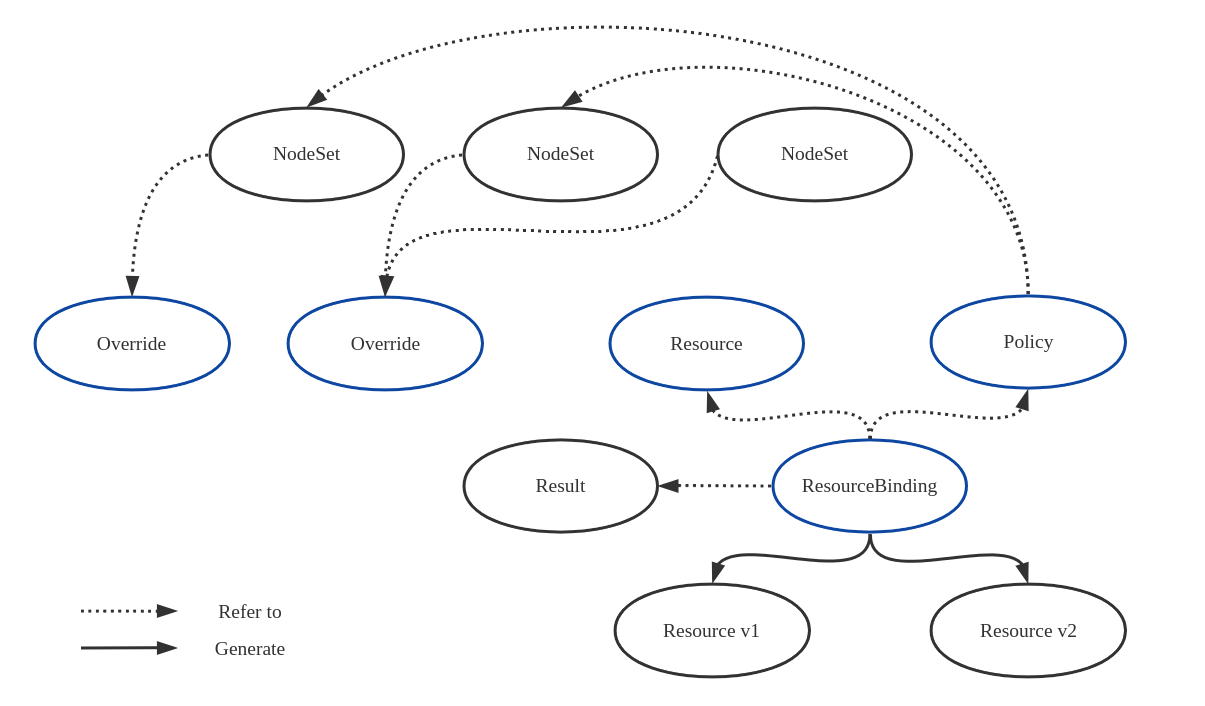 NodeSet
NodeSet
NodeSet
Override
Override
Resource
Policy
Result
ResourceBinding
Refer to
Generate
Resource v1
Resource v2